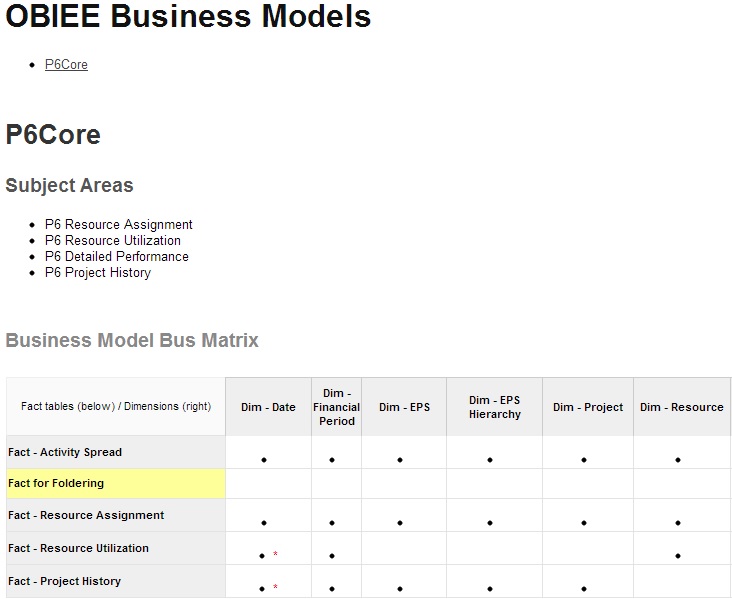 OBIEE Business Models
• P6Core
P6Core
Subject Areas
• P6 Resource Assignment
• P6 Resource Utilization
• P6 Detailed Performance
• P6 Project History
Business Model Bus Matrix
Fact tables (below) / Dimensions (right) Dim - Date Dim - Financial Period Dim - EPS Dim - EPS Hierarchy Dim - Project Dim - Resource
Fact - Activity Spread • • • • • •
Fact for Foldering
Fact - Resource Assignment • • • • • •
Fact - Resource Utilization • * • •
Fact - Project History • * • • • •